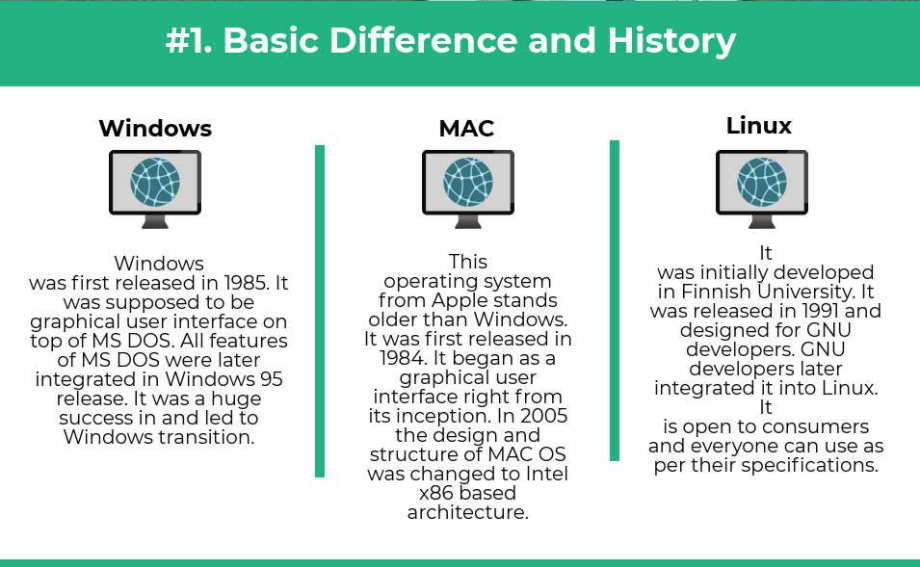 #1. Basic Difference and History
Windows
Windows
was first released in 1985. It
was supposed to be
graphical user interface on
top of MS DOS. All features
of MS DOS were later
integrated in Windows 95
release. It was a huge
success in and led to
Windows transition.
MAC
This
operating system
from Apple stands
older than Windows.
It was first released in
1984. It began as a
graphical user
interface right from
its inception. In 2005
the design and
structure of MAC OS
was changed to Intel
x86 based
architecture.
Linux
It
was initially developed
in Finnish University. It
was released in 1991 and
designed for GNU
developers. GNU
developers later
integrated it into Linux.
It
is open to consumers
and everyone can use as
per their specifications.